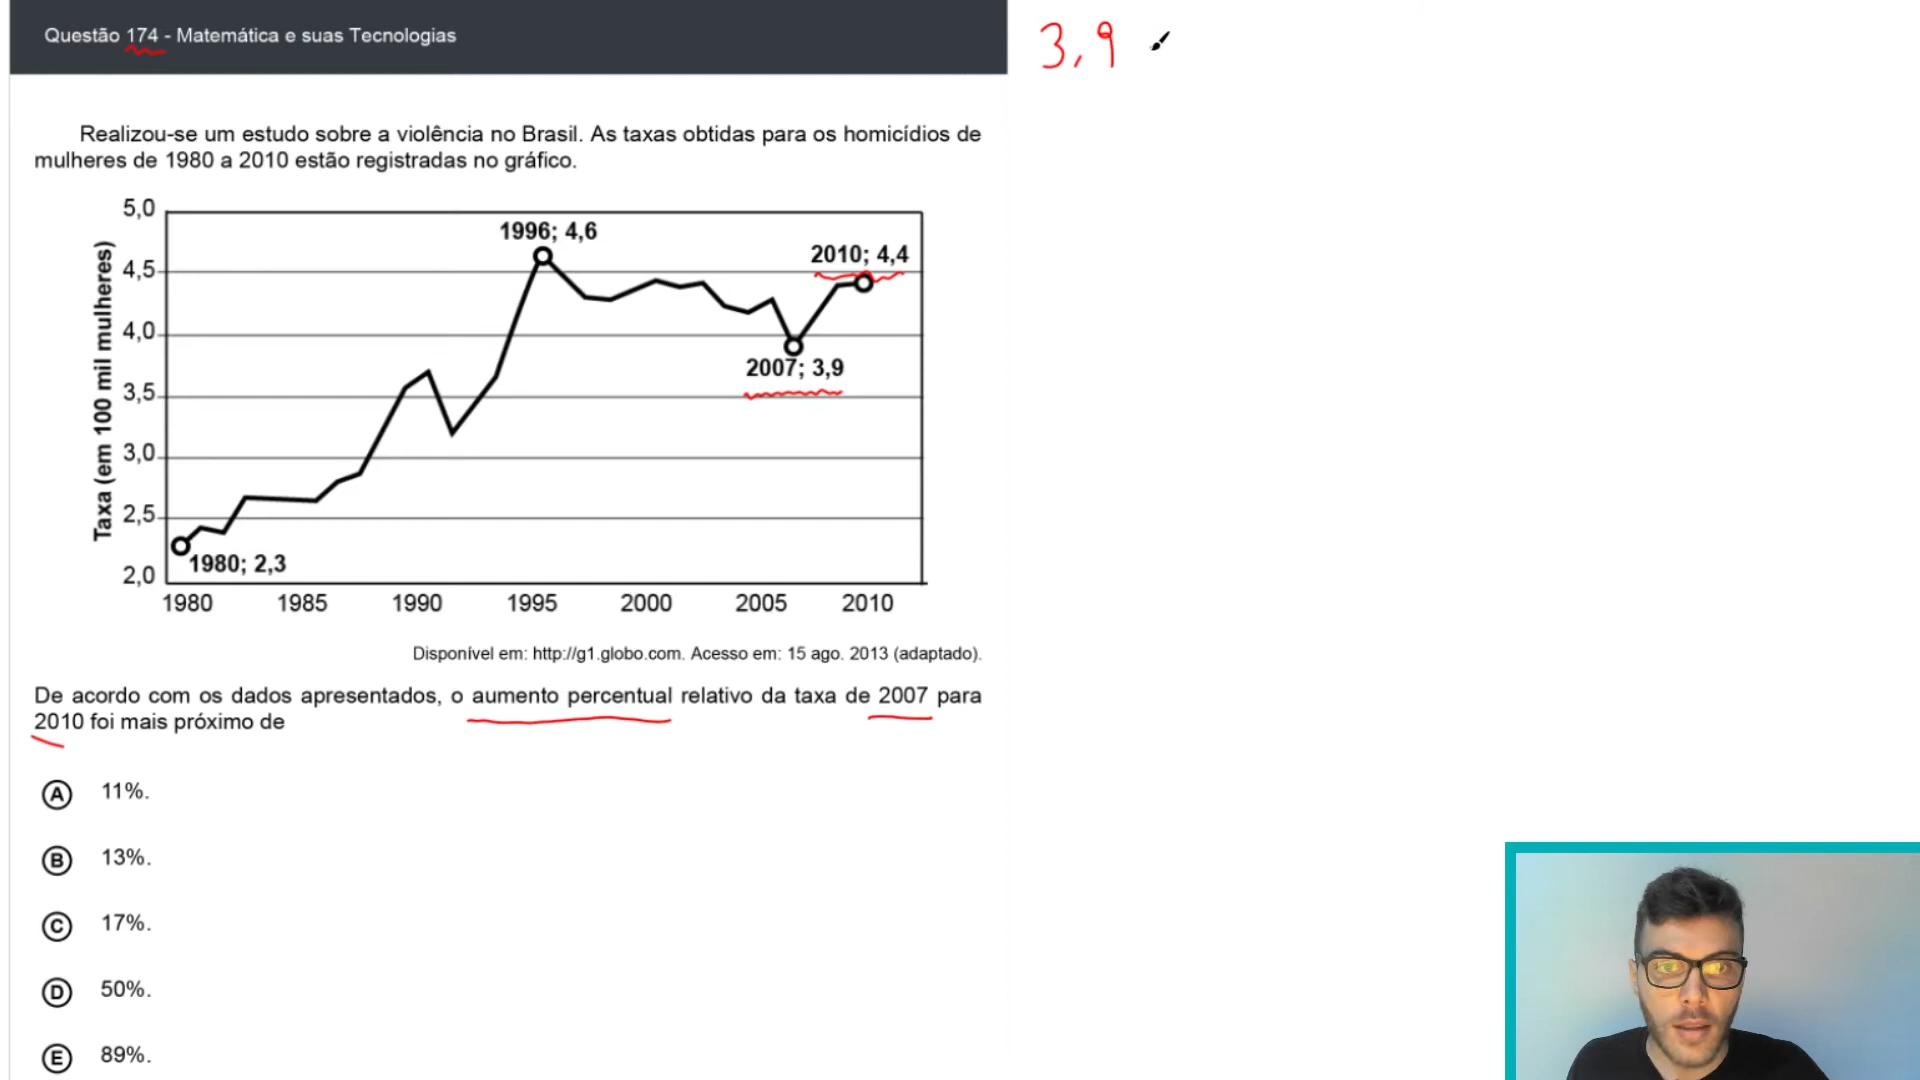 Questão 174 - Matemática e suas Tecnologias
3,9
Realizou-se um estudo sobre a violência no Brasil. As taxas obtidas para os homicídios de
mulheres de 1980 a 2010 estão registradas no gráfico.
Taxa (em 100 mil mulheres)
5,0
4,5
4,0
3,5
3,0
2,5
2,0
1996; 4,6
2010; 4,4
2007; 3,9
1980; 2,3
1980 1985 1990 1995 2000 2005 2010
Disponível em: http://g1.globo.com. Acesso em: 15 ago. 2013 (adaptado).
De acordo com os dados apresentados, o aumento percentual relativo da taxa de 2007 para
2010 foi mais próximo de
A 11%.
B 13%.
C 17%.
D 50%.
E 89%.